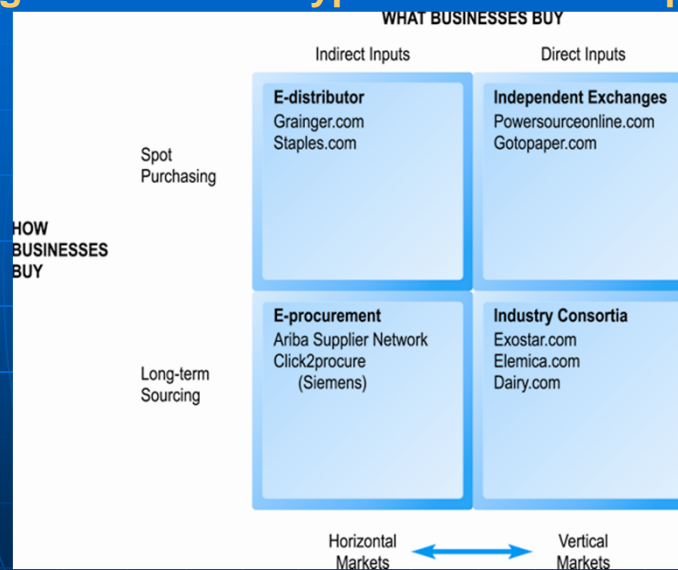 WHAT BUSINESSES BUY
Indirect Inputs
Direct Inputs
E-distributor
Grainger.com
Staples.com
Independent Exchanges
Powersourceonline.com
Gotopaper.com
Spot
Purchasing
HOW
BUSINESSES
BUY
E-procurement
Ariba Supplier Network
Click2procure
(Siemens)
Industry Consortia
Exostar.com
Elemica.com
Dairy.com
Long-term
Sourcing
Horizontal
Markets
Vertical
Markets